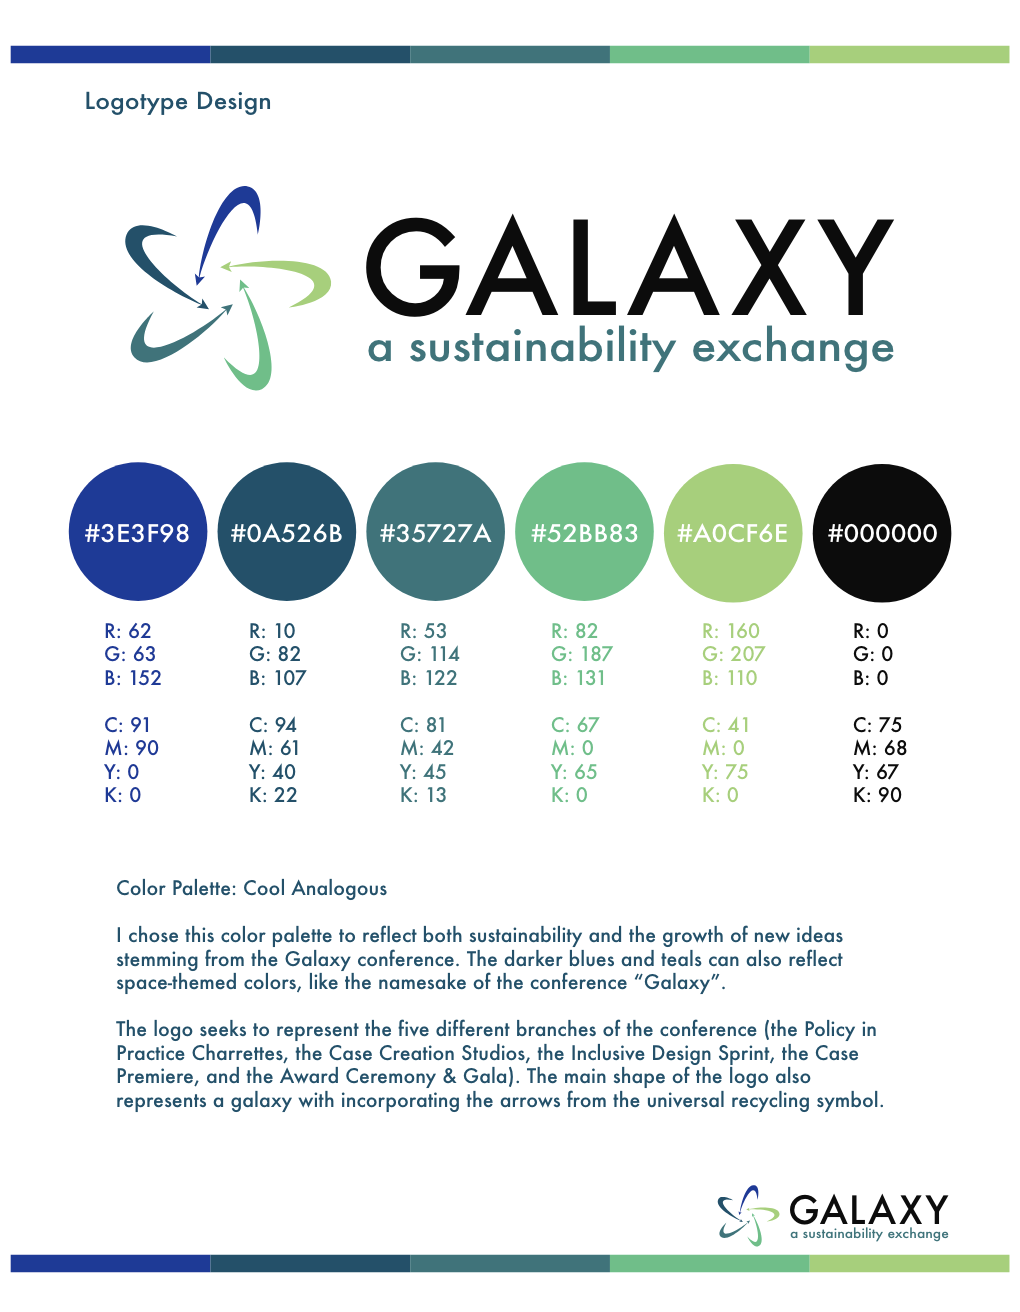 Logotype Design
GALAXY
a sustainability exchange
#3E3F98 #0A526B #35727A #52BB83 #A0CF6E #000000
R: 62 R: 10 R: 53 R: 82 R: 160 R: 0
G: 63 G: 82 G: 114 G: 187 G: 207 G: 0
B: 152 B: 107 B: 122 B: 131 B: 110 B: 0
C: 91 C: 94 C: 81 C: 67 C: 41 C: 75
M: 90 M: 61 M: 42 M: 0 M: 0 M: 68
Y: 0 Y: 40 Y: 45 Y: 65 Y: 75 Y: 67
K: 0 K: 22 K: 13 K: 0 K: 0 K: 90
Color Palette: Cool Analogous
I chose this color palette to reflect both sustainability and the growth of new ideas
stemming from the Galaxy conference. The darker blues and teals can also reflect
space-themed colors, like the namesake of the conference “Galaxy”.
The logo seeks to represent the five different branches of the conference (the Policy in
Practice Charrettes, the Case Creation Studios, the Inclusive Design Sprint, the Case
Premiere, and the Award Ceremony & Gala). The main shape of the logo also
represents a galaxy with incorporating the arrows from the universal recycling symbol.
GALAXY
a sustainability exchange